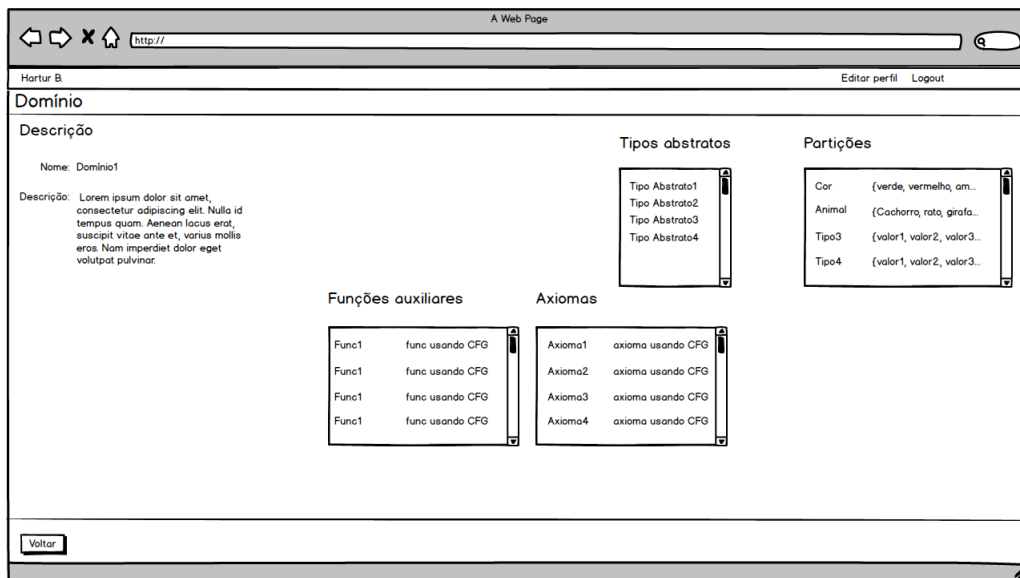 A Web Page
http://
Hartur B.
Editar perfil Logout
Domínio
Descrição
Nome: Domínio1
Descrição: Lorem ipsum dolor sit amet,
consectetur adipiscing elit. Nulla id
tempus quam. Aenean lacus erat,
suscipit vitae ante et, varius mollis
eros. Nam imperdiet dolor eget
volutpat pulvinar.
Tipos abstratos
Tipo Abstrato1
Tipo Abstrato2
Tipo Abstrato3
Tipo Abstrato4
Partições
Cor {verde, vermelho, am...
Animal {Cachorro, rato, girafa...
Tipo3 {valor1, valor2, valor3...
Tipo4 {valor1, valor2, valor3...
Funções auxiliares
Func1 func usando CFG
Func1 func usando CFG
Func1 func usando CFG
Func1 func usando CFG
Axiomas
Axioma1 axioma usando CFG
Axioma2 axioma usando CFG
Axioma3 axioma usando CFG
Axioma4 axioma usando CFG
Voltar